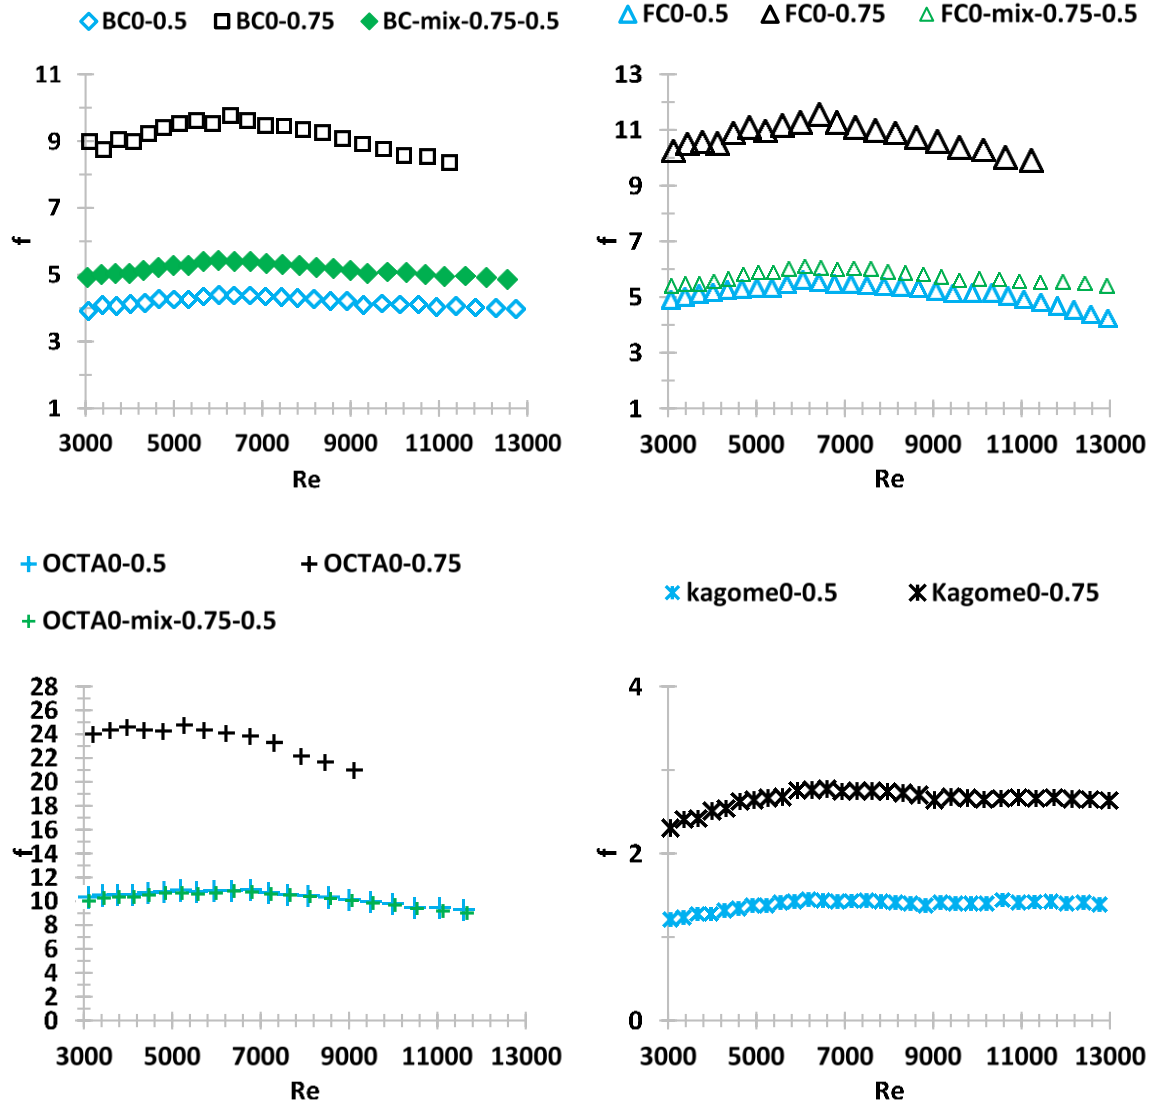 BC0-0.5 BC0-0.75 BC-mix-0.75-0.5
11
9
7
5
3
1
f
3000 5000 7000 9000 11000 13000
Re
FC0-0.5 FC0-0.75 FC0-mix-0.75-0.5
13
11
9
7
5
3
1
f
3000 5000 7000 9000 11000 13000
Re
OCTA0-0.5 OCTA0-0.75
OCTA0-mix-0.75-0.5
28
26
24
22
20
18
16
14
12
10
8
6
4
2
0
f
3000 5000 7000 9000 11000 13000
Re
kagome0-0.5 Kagome0-0.75
4
2
0
f
3000 5000 7000 9000 11000 13000
Re